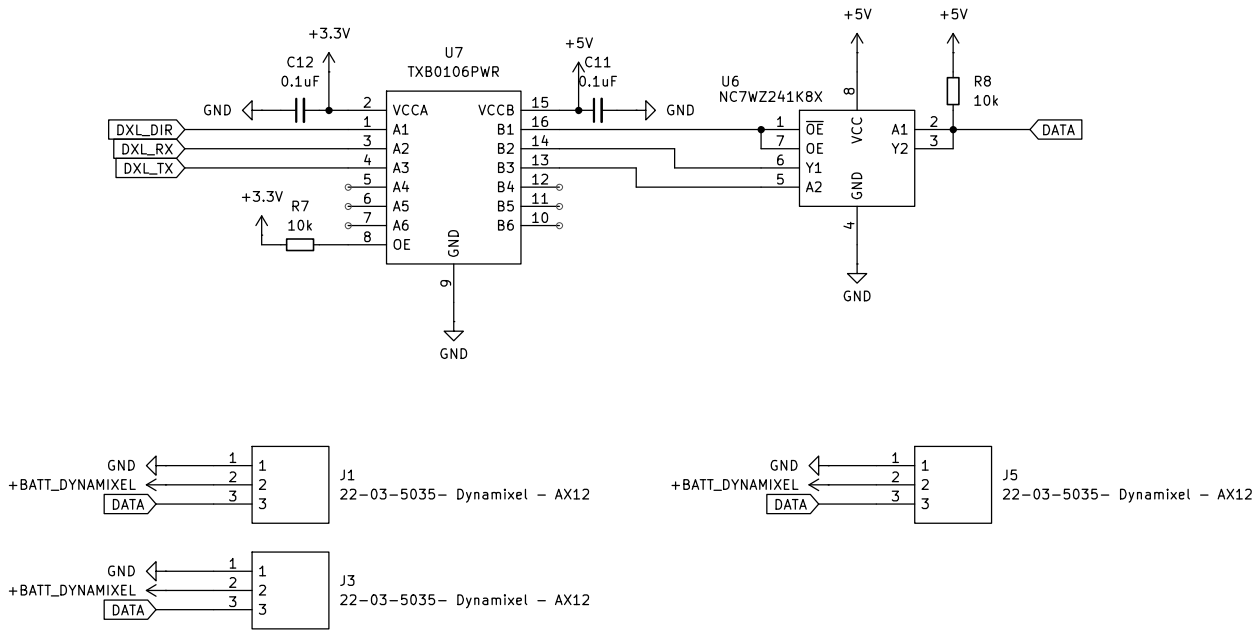 +5V
+5V
+3.3V
U7
TXB0106PWR
+5V
C12
0.1uF
C11
0.1uF
U6
NC7WZ241K8X
R8
10k
GND
2
VCCA
VCCB
15
GND
8
VCC
DXL_DIR
1
A1
B1
16
1
OE
A1
2
DATA
DXL_RX
3
A2
B2
14
7
OE
Y2
3
DXL_TX
4
A3
B3
13
6
Y1
5
A4
B4
12
5
A2
GND
+3.3V
R7
10k
6
A5
B5
11
7
A6
B6
10
8
OE
GND
4
9
GND
GND
GND
1
1
+BATT_DYNAMIXEL
2
2
DATA
3
3
J1
22-03-5035- Dynamixel - AX12
GND
1
1
+BATT_DYNAMIXEL
2
2
DATA
3
3
J5
22-03-5035- Dynamixel - AX12
GND
1
1
+BATT_DYNAMIXEL
2
2
DATA
3
3
J3
22-03-5035- Dynamixel - AX12